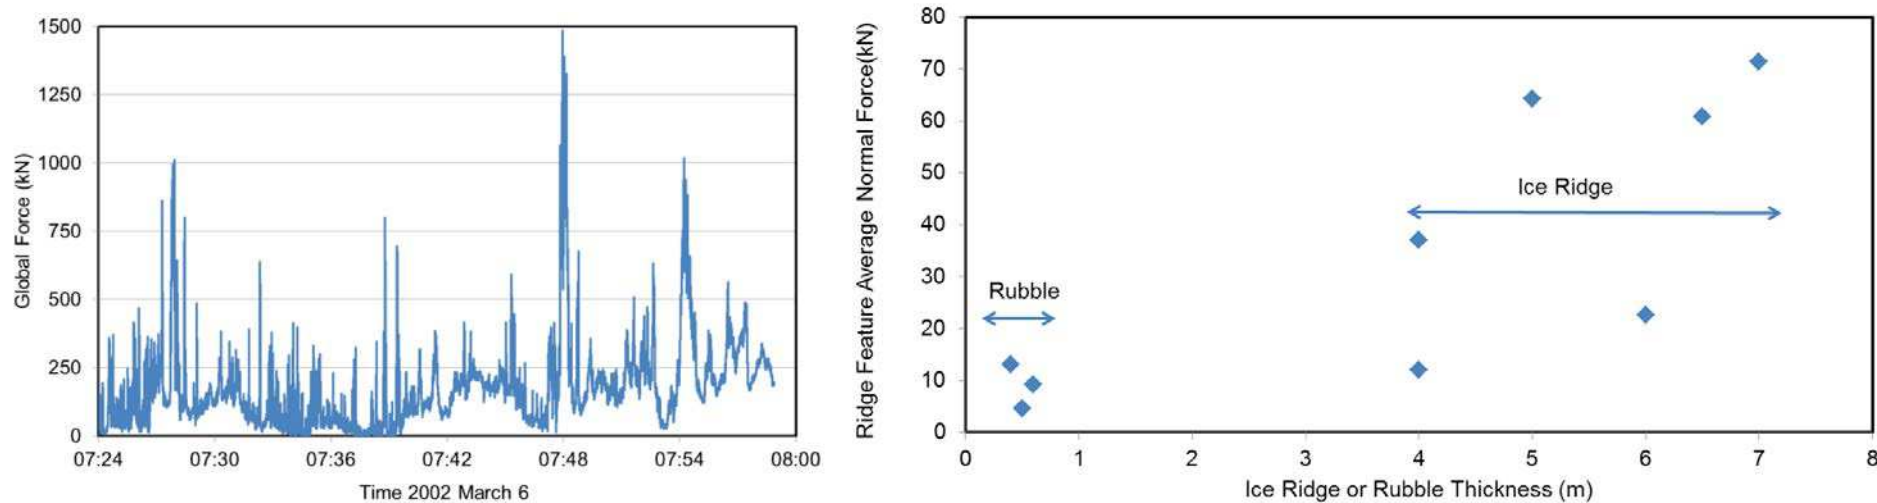 Global Force (kN)
1500
1250
1000
750
500
250
0
07:24 07:30 07:36 07:42 07:48 07:54 08:00
Time 2002 March 6
Ridge Feature Average Normal Force(kN)
80
70
60
50
40
30
20
10
0
Ice Ridge
Rubble
0 1 2 3 4 5 6 7 8
Ice Ridge or Rubble Thickness (m)